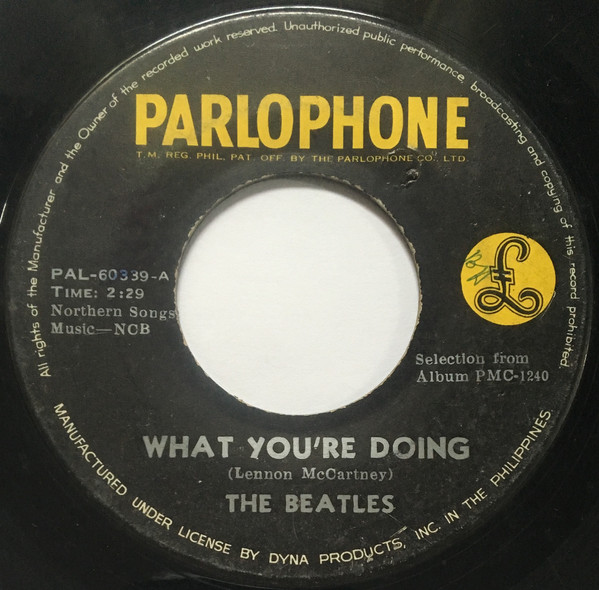 All rights of the Manufacturer and the Owner of the recorded work reserved. Unauthorized public performance, broadcasting and copying of this record prohibited.
PARLOPHONE
T.M. REG. PHIL. PAT. OFF. BY THE PARLOPHONE CO., LTD.
PAL-60339-A
TIME: 2:29
Northern Songs
Music—NCB
£
Selection from
Album PMC-1240
WHAT YOU'RE DOING
(Lennon McCartney)
THE BEATLES
MANUFACTURED UNDER LICENSE BY DYNA PRODUCTS, INC. IN THE PHILIPPINES